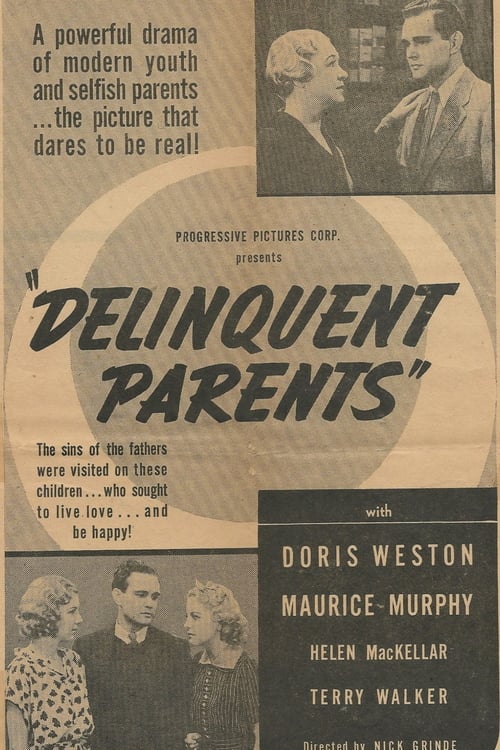 A powerful drama
of modern youth
and selfish parents
...the picture that
dares to be real!
PROGRESSIVE PICTURES CORP.
presents
"DELINQUENT
PARENTS"
The sins of the fathers
were visited on these
children...who sought
to live love...and
be happy!
with
DORIS WESTON
MAURICE MURPHY
HELEN MacKELLAR
TERRY WALKER
Directed by NICK GRINDE